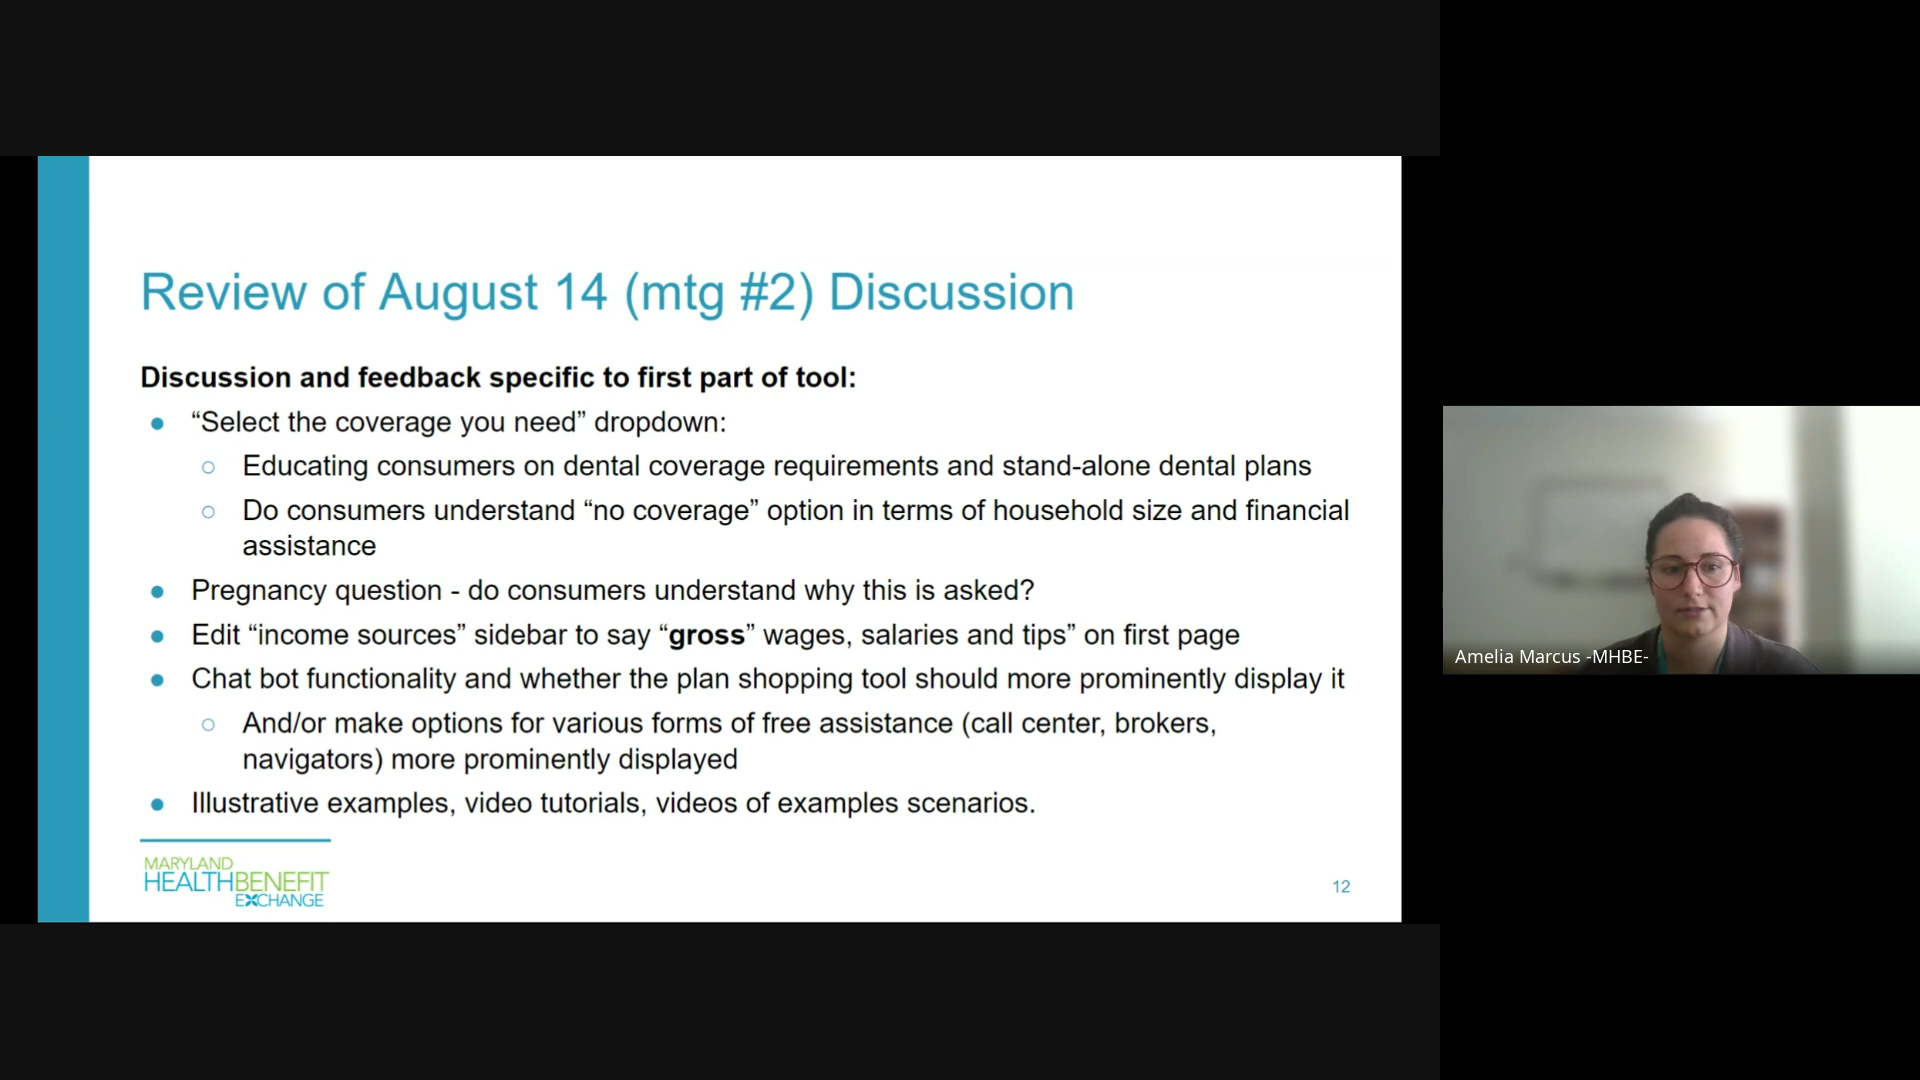 Review of August 14 (mtg #2) Discussion
Discussion and feedback specific to first part of tool:
● “Select the coverage you need” dropdown:
○ Educating consumers on dental coverage requirements and stand-alone dental plans
○ Do consumers understand “no coverage” option in terms of household size and financial
assistance
● Pregnancy question - do consumers understand why this is asked?
● Edit “income sources” sidebar to say “gross” wages, salaries and tips” on first page
● Chat bot functionality and whether the plan shopping tool should more prominently display it
○ And/or make options for various forms of free assistance (call center, brokers,
navigators) more prominently displayed
● Illustrative examples, video tutorials, videos of examples scenarios.
MARYLAND
HEALTHBENEFIT
EXCHANGE
12
Amelia Marcus -MHBE-